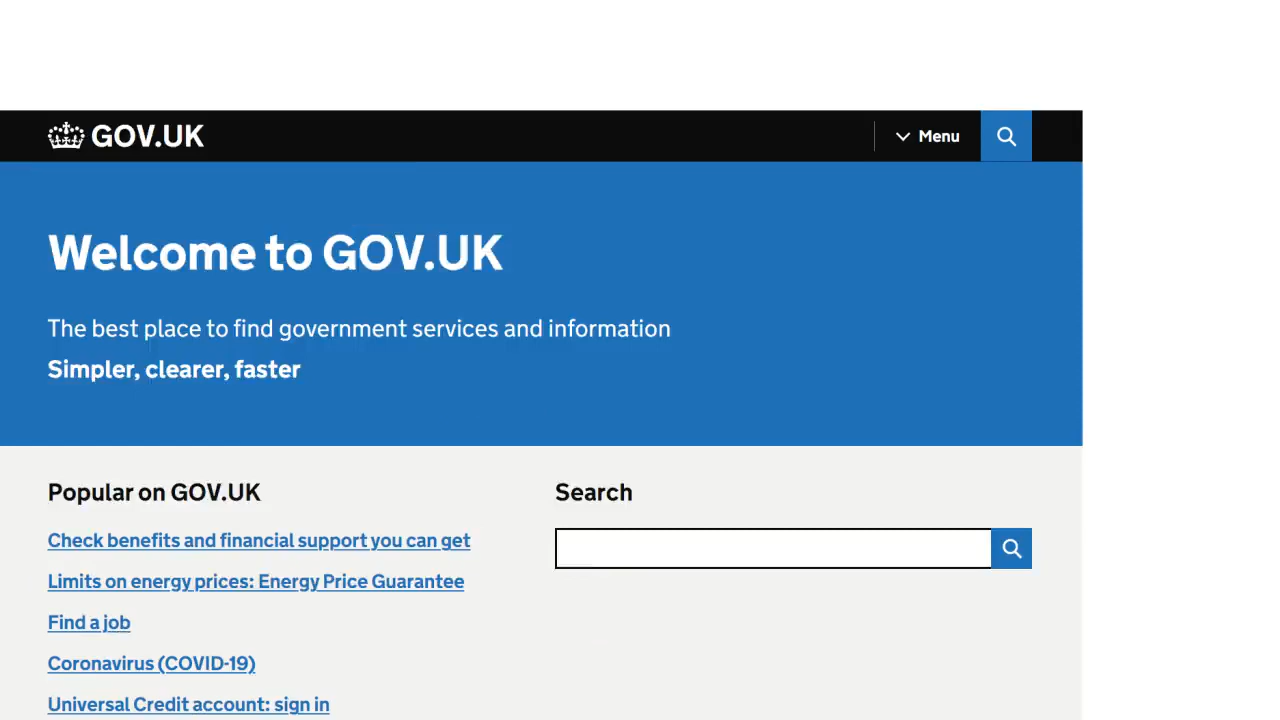 GOV.UK
Menu
Welcome to GOV.UK
The best place to find government services and information
Simpler, clearer, faster
Popular on GOV.UK
Check benefits and financial support you can get
Limits on energy prices: Energy Price Guarantee
Find a job
Coronavirus (COVID-19)
Universal Credit account: sign in
Search